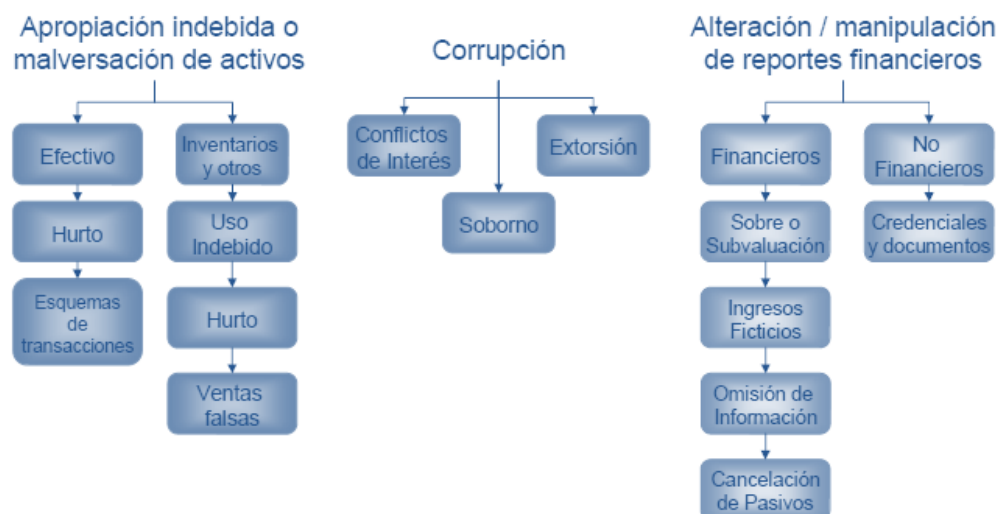 Apropiación indebida o
malversación de activos
Efectivo
Hurto
Esquemas
de
transacciones
Inventarios
y otros
Uso
Indebido
Hurto
Ventas
falsas
Corrupción
Conflictos
de Interés
Soborno
Extorsión
Alteración / manipulación
de reportes financieros
Financieros
Sobre o
Subvaluación
Ingresos
Ficticios
Omisión de
Información
Cancelación
de Pasivos
No
Financieros
Credenciales
y documentos